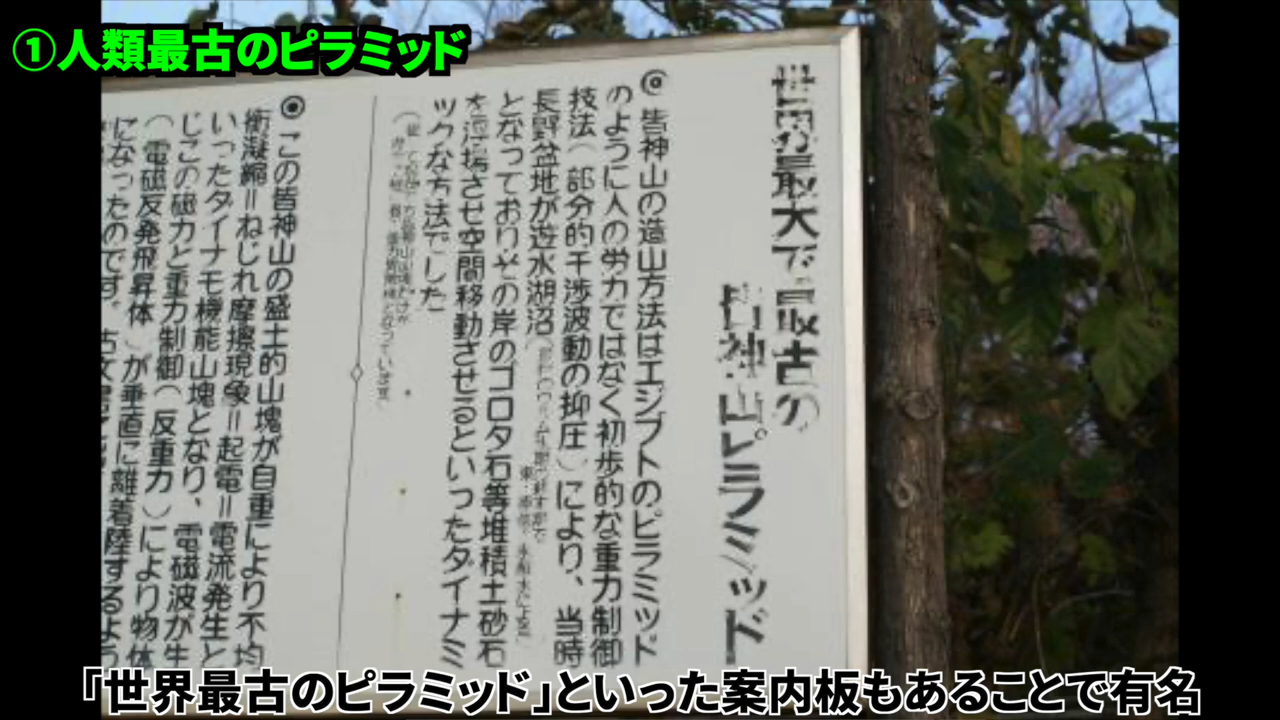 ①人類最古のピラミッド
世界最大で最古の
皆神山ピラミッド
◎皆神山の造山方法はエジプトのピラミッド
のように人の労力ではなく初歩的な重力制御
技法(部分的干渉波動の抑圧)により、当時
長野盆地が遊水湖沼
となっておりその岸のゴロタ石等堆積土砂石
を浮揚させ空間移動させるといったダイナミ
ックな方法でした
◎この皆神山の盛土的山塊が自重により不均
衡凝縮=ねじれ摩擦現象=起電=電流発生と
いったダイナモ機能山塊となり、電磁波が生
じこの磁力と重力制御(反重力)により物体
(電磁反発飛昇体)が垂直に離着陸するよう
になったのです。
「世界最古のピラミッド」といった案内板もあることで有名